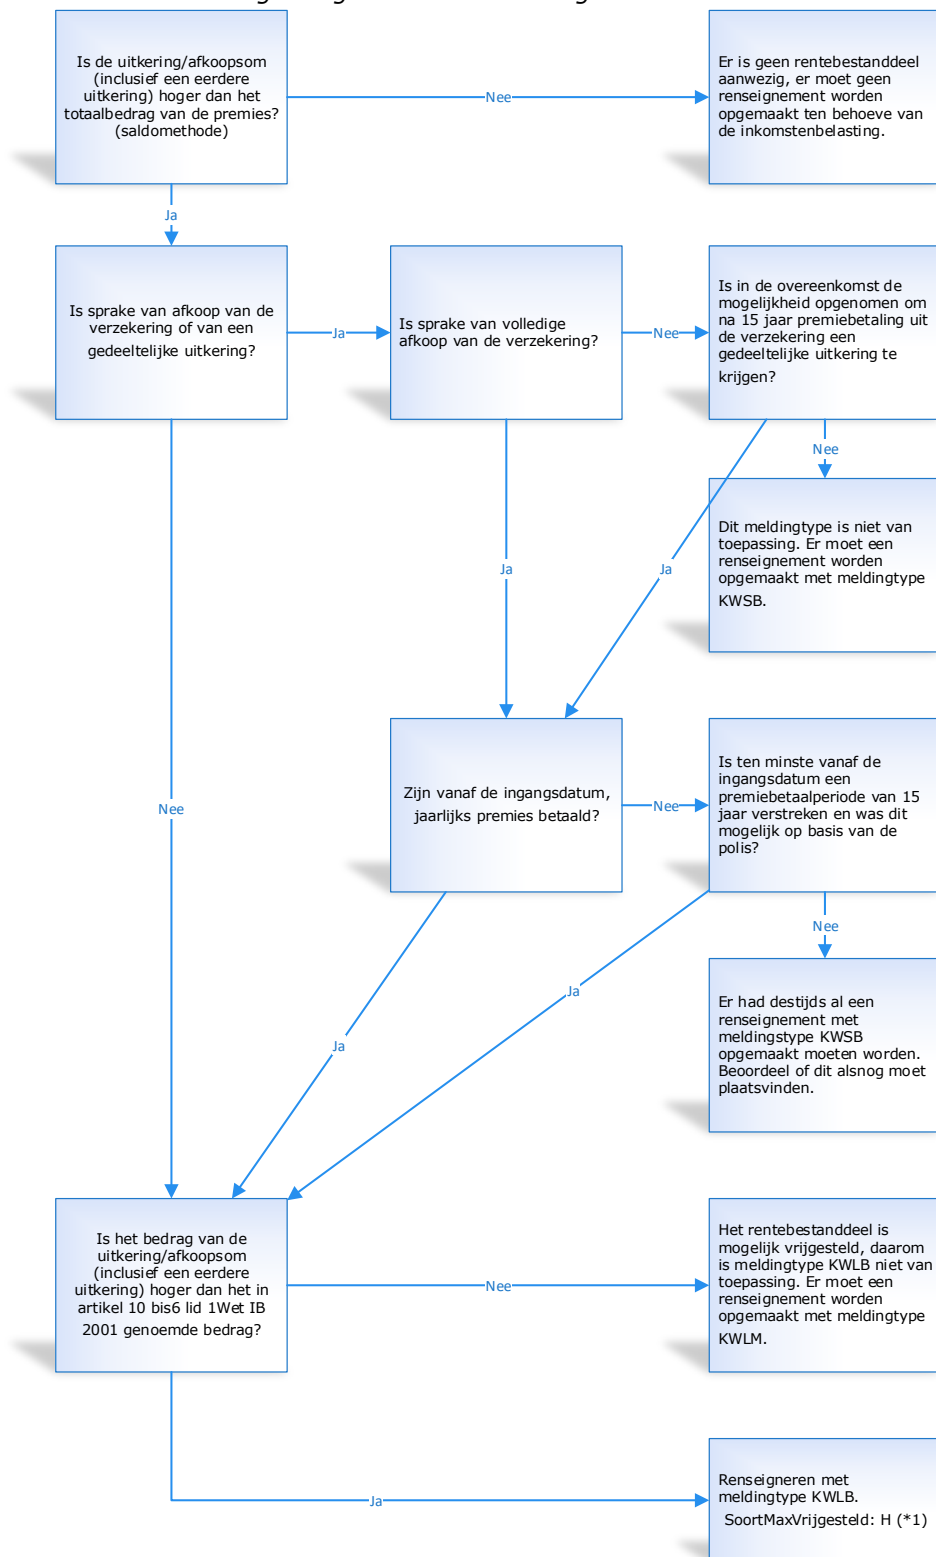 Is de uitkering/afkoopsom
(inclusief een eerdere
uitkering) hoger dan het
totaalbedrag van de premies?
(saldomethode)
Nee
Er is geen rentebestanddeel
aanwezig, er moet geen
renseignement worden
opgemaakt ten behoeve van
de inkomstenbelasting.
Ja
Is sprake van afkoop van de
verzekering of van een
gedeeltelijke uitkering?
Ja
Is sprake van volledige
afkoop van de verzekering?
Nee
Is in de overeenkomst de
mogelijkheid opgenomen om
na 15 jaar premiebetaling uit
de verzekering een
gedeeltelijke uitkering te
krijgen?
Nee
Dit meldingtype is niet van
toepassing. Er moet een
renseignement worden
opgemaakt met meldingtype
KWSB.
Ja
Ja
Nee
Zijn vanaf de ingangsdatum,
jaarlijks premies betaald?
Nee
Is ten minste vanaf de
ingangsdatum een
premiebetaalperiode van 15
jaar verstreken en was dit
mogelijk op basis van de
polis?
Nee
Er had destijds al een
renseignement met
meldingstype KWSB
opgemaakt moeten worden.
Beoordeel of dit alsnog moet
plaatsvinden.
Ja
Ja
Is het bedrag van de
uitkering/afkoopsom
(inclusief een eerdere
uitkering) hoger dan het in
artikel 10 bis6 lid 1Wet IB
2001 genoemde bedrag?
Nee
Het rentebestanddeel is
mogelijk vrijgesteld, daarom
is meldingtype KWLB niet van
toepassing. Er moet een
renseignement worden
opgemaakt met meldingtype
KWLM.
Ja
Renseigneren met
meldingtype KWLB.
SoortMaxVrijgesteld: H (*1)